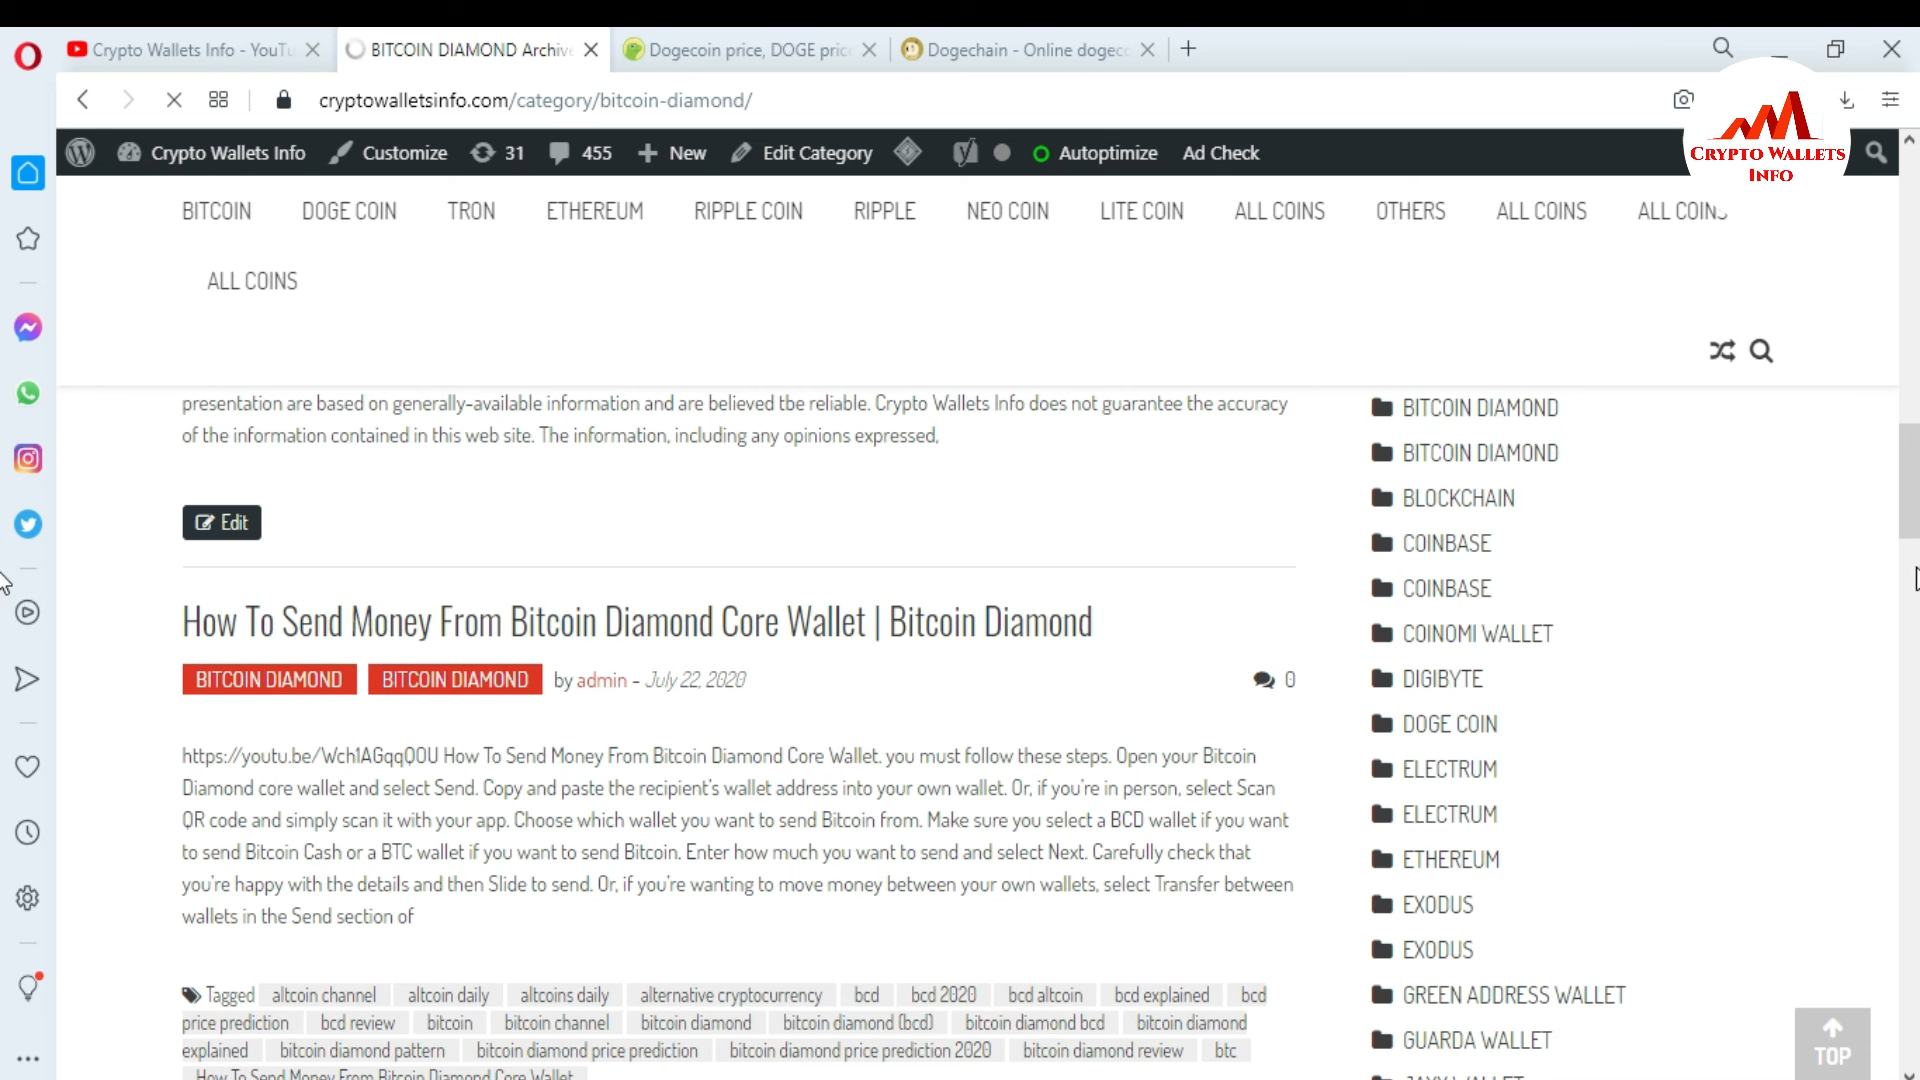 Crypto Wallets Info - YouTu
BITCOIN DIAMOND Archive
Dogecoin price, DOGE pric
Dogechain - Online dogec
cryptowalletsinfo.com/category/bitcoin-diamond/
Crypto Wallets Info
Customize
31
455
New
Edit Category
Autoptimize
Ad Check
CRYPTO WALLETS
INFO
BITCOIN
DOGE COIN
TRON
ETHEREUM
RIPPLE COIN
RIPPLE
NEO COIN
LITE COIN
ALL COINS
OTHERS
ALL COINS
ALL COINS
ALL COINS
presentation are based on generally-available information and are believed tbe reliable. Crypto Wallets Info does not guarantee the accuracy
of the information contained in this web site. The information, including any opinions expressed,
Edit
How To Send Money From Bitcoin Diamond Core Wallet | Bitcoin Diamond
BITCOIN DIAMOND BITCOIN DIAMOND by admin - July 22, 2020 0
https://youtu.be/Wch1AGqqQ0U How To Send Money From Bitcoin Diamond Core Wallet. you must follow these steps. Open your Bitcoin
Diamond core wallet and select Send. Copy and paste the recipient's wallet address into your own wallet. Or, if you're in person, select Scan
QR code and simply scan it with your app. Choose which wallet you want to send Bitcoin from. Make sure you select a BCD wallet if you want
to send Bitcoin Cash or a BTC wallet if you want to send Bitcoin. Enter how much you want to send and select Next. Carefully check that
you're happy with the details and then Slide to send. Or, if you're wanting to move money between your own wallets, select Transfer between
wallets in the Send section of
Tagged altcoin channel altcoin daily altcoins daily alternative cryptocurrency bcd bcd 2020 bcd altcoin bcd explained bcd
price prediction bcd review bitcoin bitcoin channel bitcoin diamond bitcoin diamond (bcd) bitcoin diamond bcd bitcoin diamond
explained bitcoin diamond pattern bitcoin diamond price prediction bitcoin diamond price prediction 2020 bitcoin diamond review btc
How To Send Money From Bitcoin Diamond Core Wallet
BITCOIN DIAMOND
BITCOIN DIAMOND
BLOCKCHAIN
COINBASE
COINBASE
COINOMI WALLET
DIGIBYTE
DOGE COIN
ELECTRUM
ELECTRUM
ETHEREUM
EXODUS
EXODUS
GREEN ADDRESS WALLET
GUARDA WALLET
JAXX WALLET
TOP